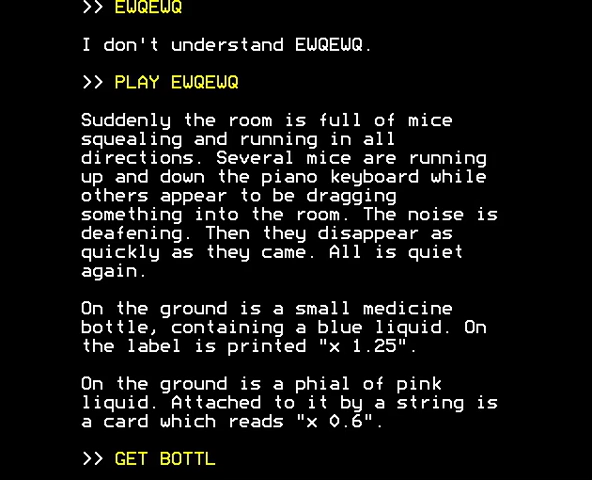 >> EWQEWQ
I don't understand EWQEWQ.
>> PLAY EWQEWQ
Suddenly the room is full of mice
squealing and running in all
directions. Several mice are running
up and down the piano keyboard while
others appear to be dragging
something into the room. The noise is
deafening. Then they disappear as
quickly as they came. All is quiet
again.
On the ground is a small medicine
bottle, containing a blue liquid. On
the label is printed "x 1.25".
On the ground is a phial of pink
liquid. Attached to it by a string is
a card which reads "x 0.6".
>> GET BOTTL